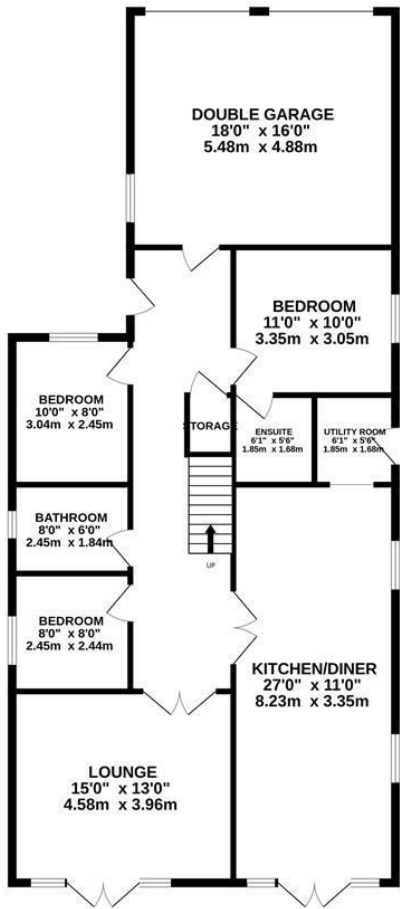 DOUBLE GARAGE
18'0" x 16'0"
5.48m x 4.88m
BEDROOM
11'0" x 10'0"
3.35m x 3.05m
BEDROOM
10'0" x 8'0"
3.04m x 2.45m
STORAGE
ENSUITE
6'1" x 5'6"
1.85m x 1.68m
UTILITY ROOM
6'1" x 5'6"
1.85m x 1.68m
BATHROOM
8'0" x 6'0"
2.45m x 1.84m
UP
BEDROOM
8'0" x 8'0"
2.45m x 2.44m
KITCHEN/DINER
27'0" x 11'0"
8.23m x 3.35m
LOUNGE
15'0" x 13'0"
4.58m x 3.96m